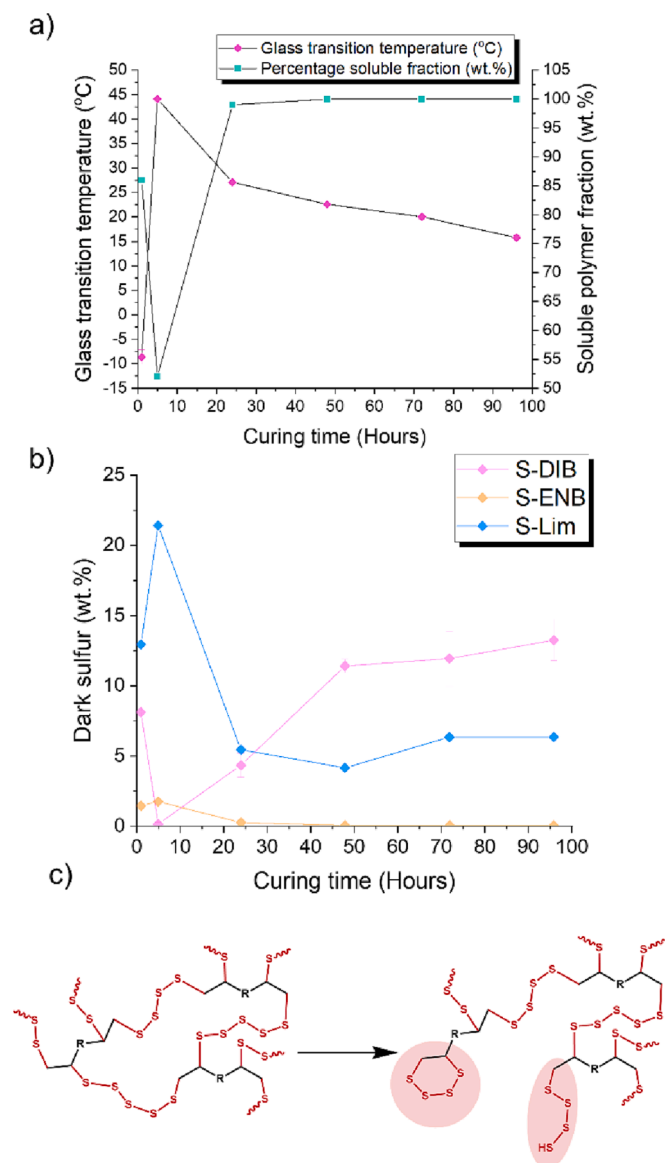 a)
Glass transition temperature (ºC)
Percentage soluble fraction (wt.%)
Glass transition temperature (ºC)
50
45
40
35
30
25
20
15
10
5
0
-5
-10
-15
105
100
95
90
85
80
75
70
65
60
55
50
Soluble polymer fraction (wt.%)
0 10 20 30 40 50 60 70 80 90 100
Curing time (Hours)
b)
S-DIB
S-ENB
S-Lim
Dark sulfur (wt.%)
25
20
15
10
5
0
0 10 20 30 40 50 60 70 80 90 100
Curing time (Hours)
c)
S S S S S S S S S S S S S S S S S S S S S S S
R R R
S S S S S S S S S S S S S S S S S S S S
R R R
HS